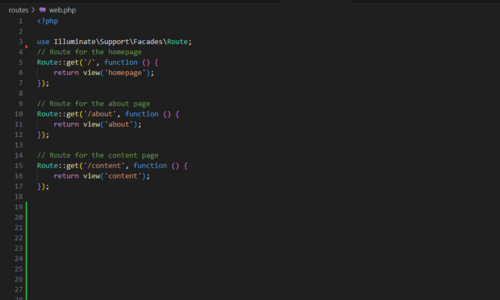 routes > web.php
1 <?php
2
3 use Illuminate\Support\Facades\Route;
4 // Route for the homepage
5 Route::get('/', function () {
6 return view('homepage');
7 });
8
9 // Route for the about page
10 Route::get('/about', function () {
11 return view('about');
12 });
13
14 // Route for the content page
15 Route::get('/content', function () {
16 return view('content');
17 });
18
19
20
21
22
23
24
25
26
27
28